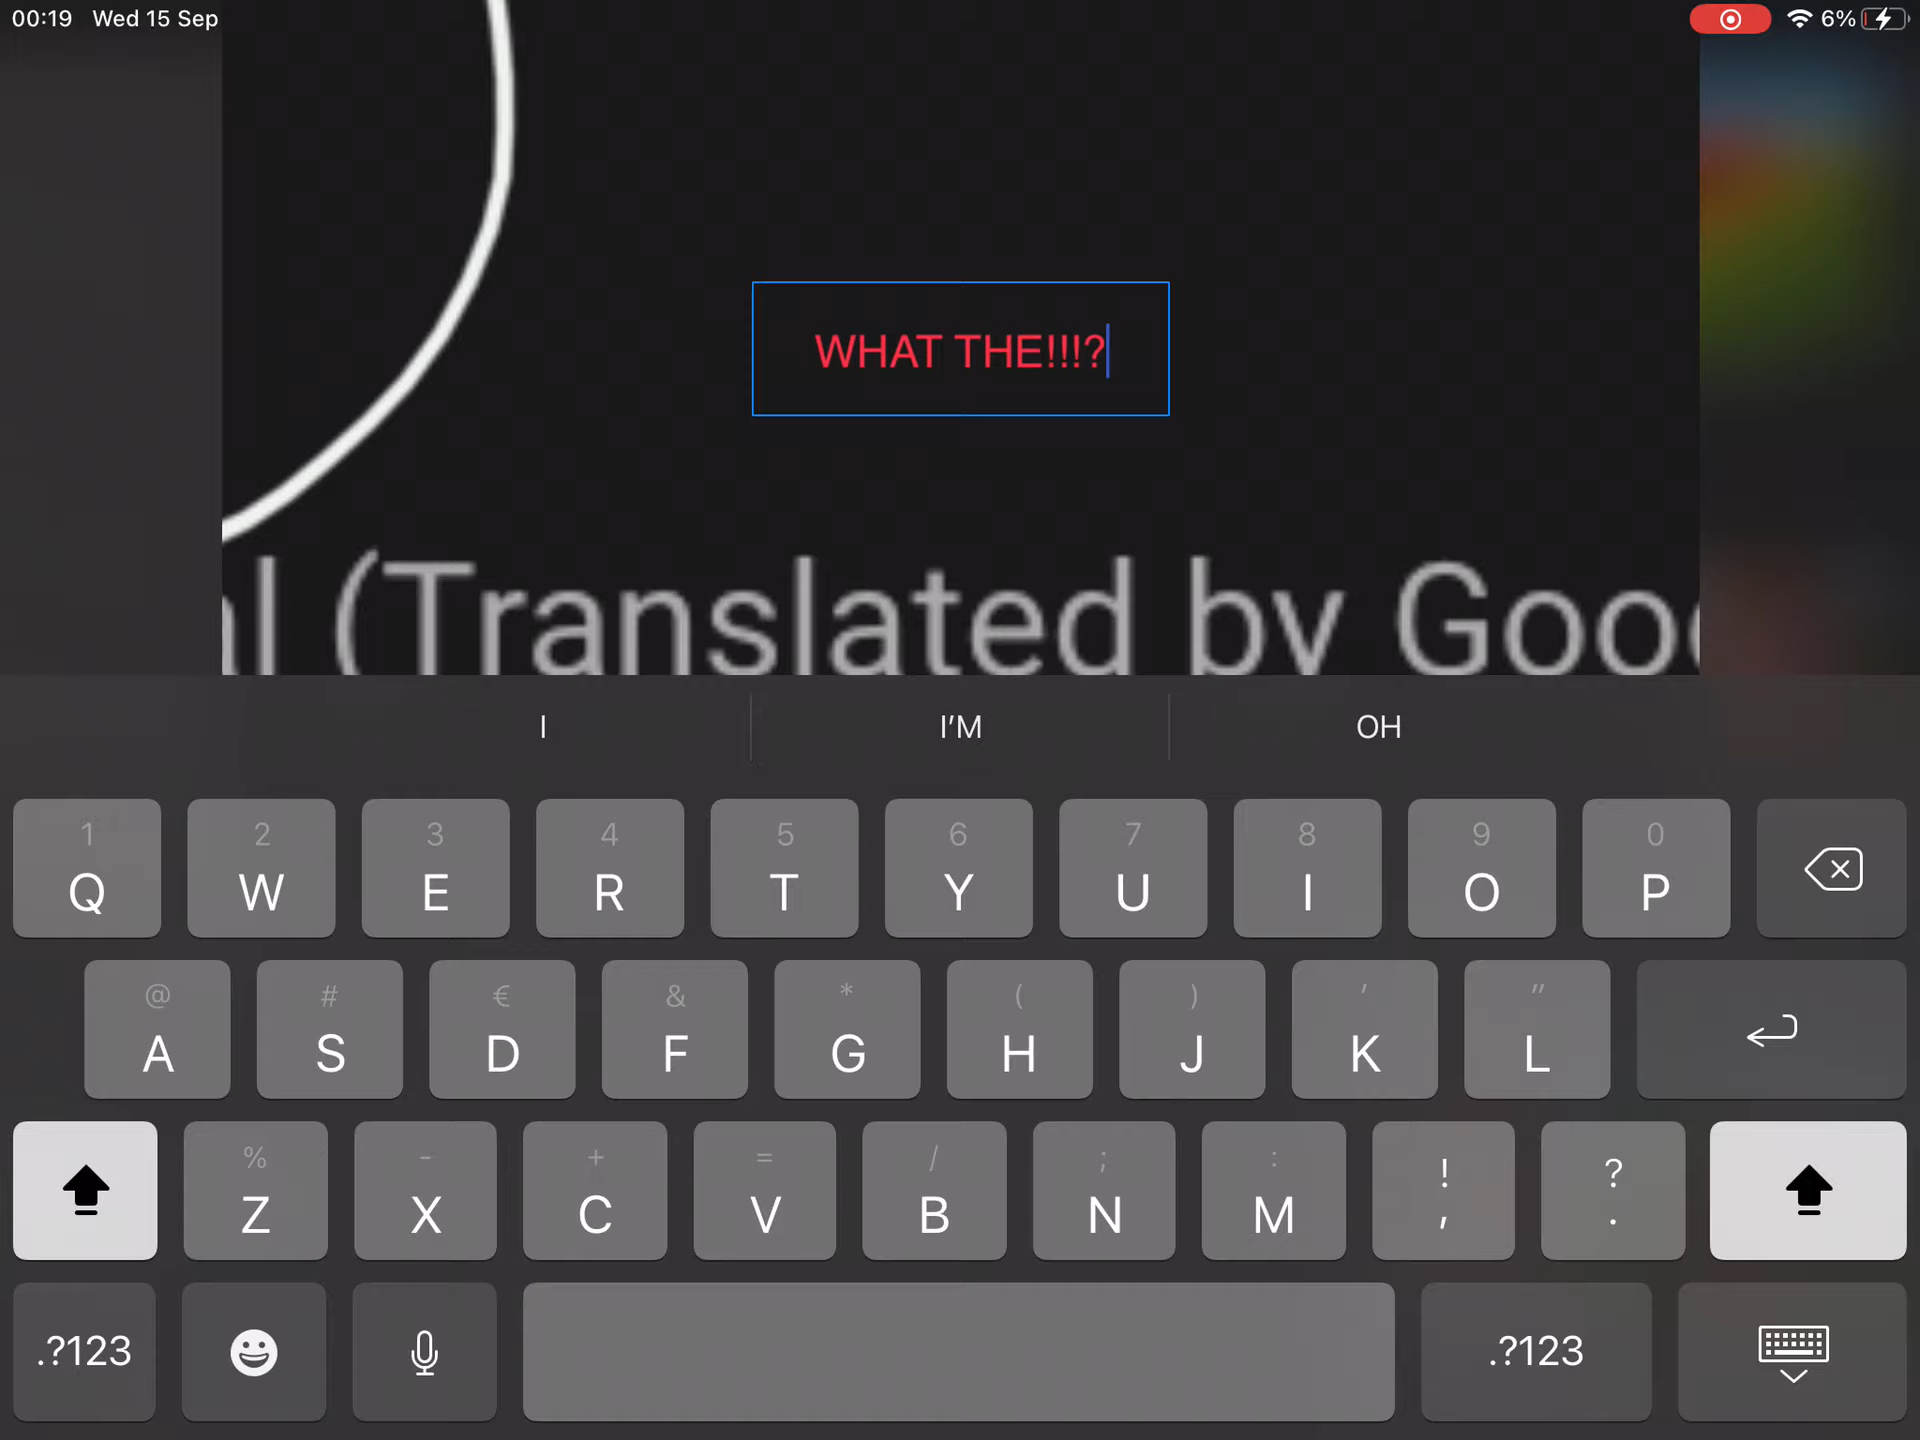 00:19 Wed 15 Sep 6%
WHAT THE!!!?
l (Translated by Goo
I I'M OH
1 2 3 4 5 6 7 8 9 0
Q W E R T Y U I O P
@ # € & * ( ) ' "
A S D F G H J K L
% - + = / ; : ! ?
Z X C V B N M , .
.?123 .?123